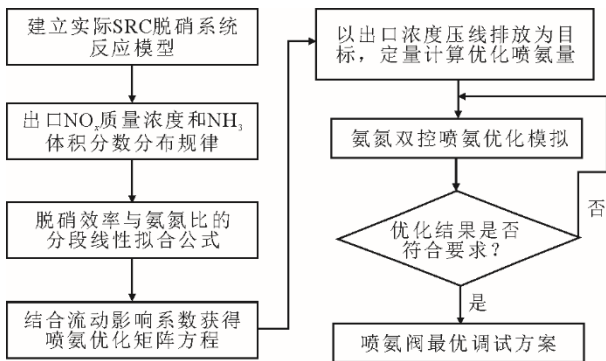 建立实际SRC脱硝系统
反应模型
出口NOx质量浓度和NH3
体积分数分布规律
脱硝效率与氨氮比的
分段线性拟合公式
结合流动影响系数获得
喷氨优化矩阵方程
以出口浓度压线排放为目
标，定量计算优化喷氨量
氨氮双控喷氨优化模拟
优化结果是否
符合要求？
否
是
喷氨阀最优调试方案